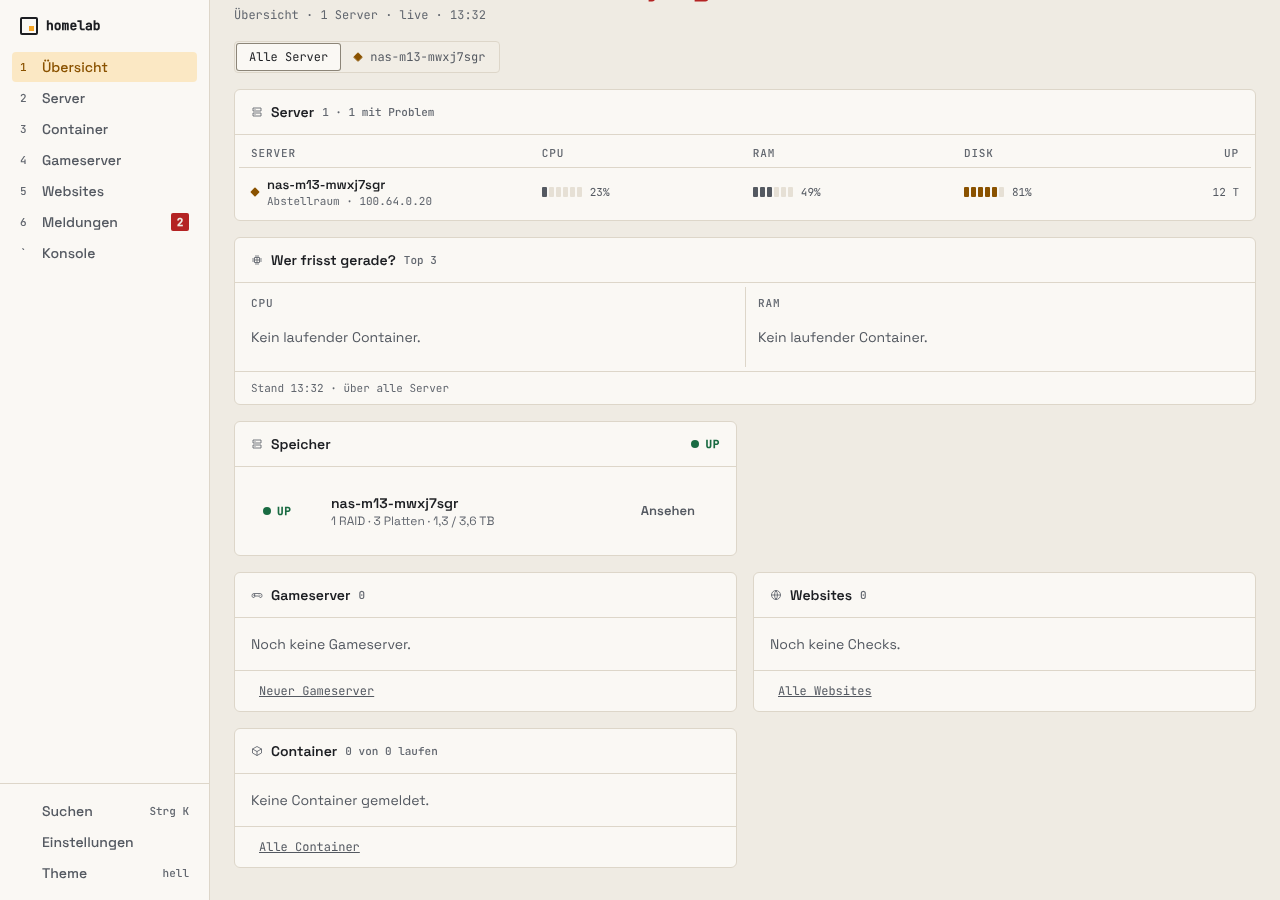 homelab
1 Übersicht
2 Server
3 Container
4 Gameserver
5 Websites
6 Meldungen 2
` Konsole
Suchen Strg K
Einstellungen
Theme hell
Übersicht · 1 Server · live · 13:32
Alle Server nas-m13-mwxj7sgr
Server 1 · 1 mit Problem
SERVER CPU RAM DISK UP
nas-m13-mwxj7sgr 23% 49% 81% 12 T
Abstellraum · 100.64.0.20
Wer frisst gerade? Top 3
CPU RAM
Kein laufender Container. Kein laufender Container.
Stand 13:32 · über alle Server
Speicher UP
UP nas-m13-mwxj7sgr Ansehen
1 RAID · 3 Platten · 1,3 / 3,6 TB
Gameserver 0
Noch keine Gameserver.
Neuer Gameserver
Websites 0
Noch keine Checks.
Alle Websites
Container 0 von 0 laufen
Keine Container gemeldet.
Alle Container